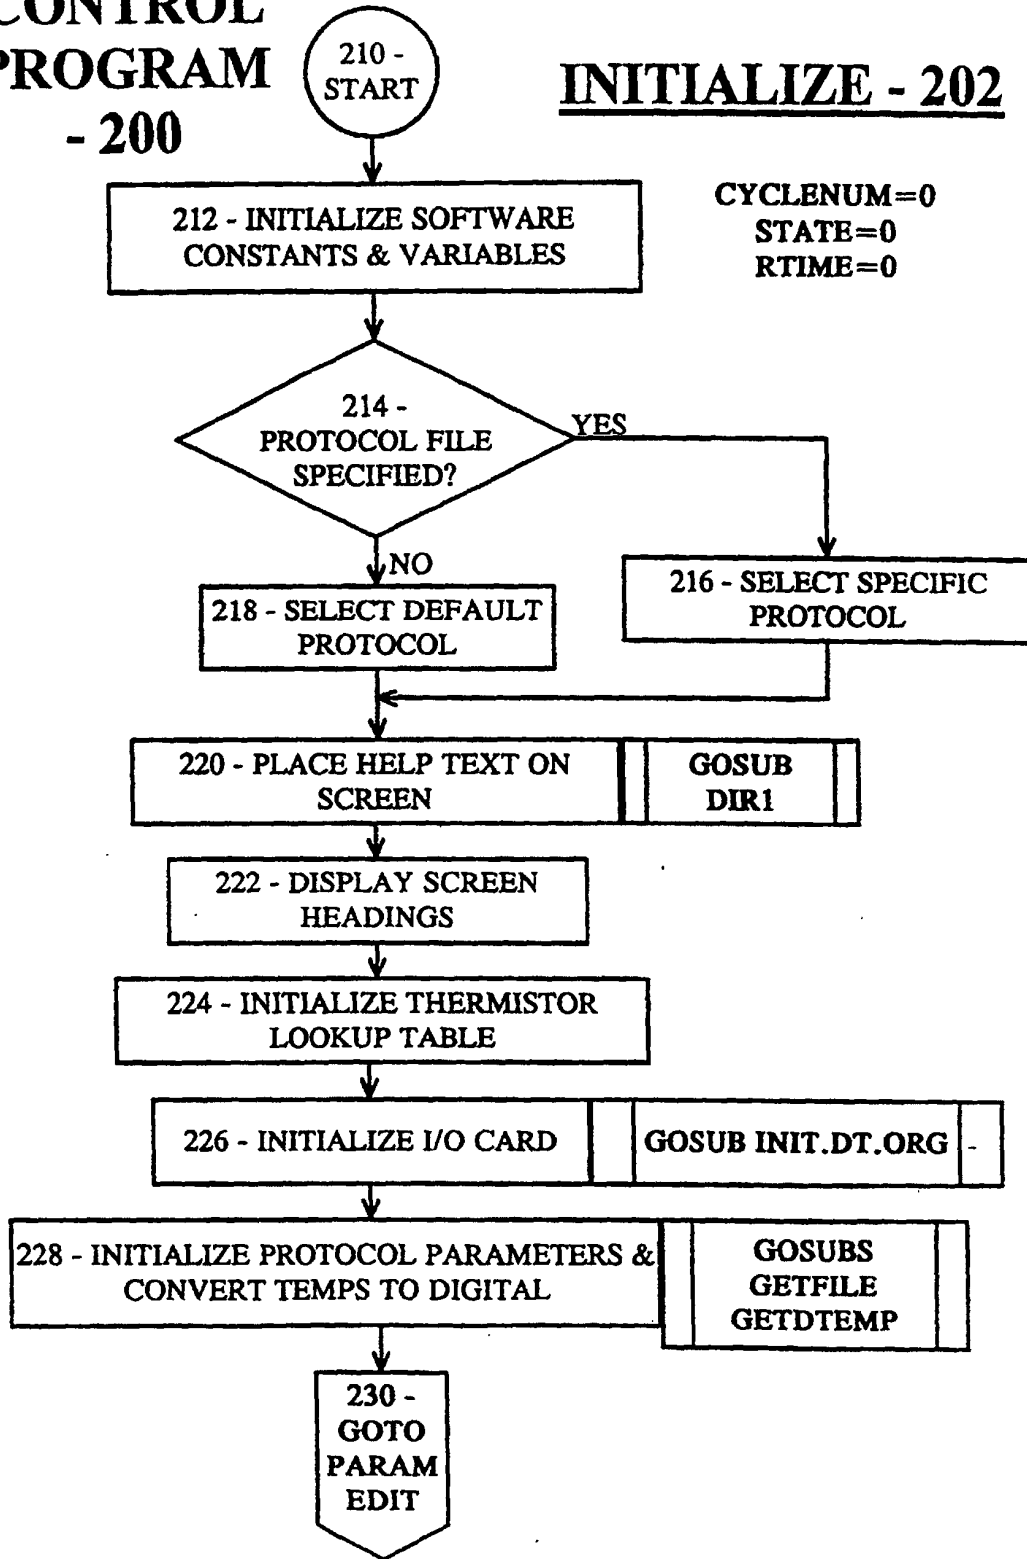 CONTROL
PROGRAM
- 200
210 -
START
INITIALIZE - 202
212 - INITIALIZE SOFTWARE
CONSTANTS & VARIABLES
CYCLENUM=0
STATE=0
RTIME=0
214 -
PROTOCOL FILE
SPECIFIED?
YES
NO
216 - SELECT SPECIFIC
PROTOCOL
218 - SELECT DEFAULT
PROTOCOL
220 - PLACE HELP TEXT ON
SCREEN
GOSUB
DIR1
222 - DISPLAY SCREEN
HEADINGS
224 - INITIALIZE THERMISTOR
LOOKUP TABLE
226 - INITIALIZE I/O CARD
GOSUB INIT.DT.ORG
228 - INITIALIZE PROTOCOL PARAMETERS &
CONVERT TEMPS TO DIGITAL
GOSUBS
GETFILE
GETDTEMP
230 -
GOTO
PARAM
EDIT